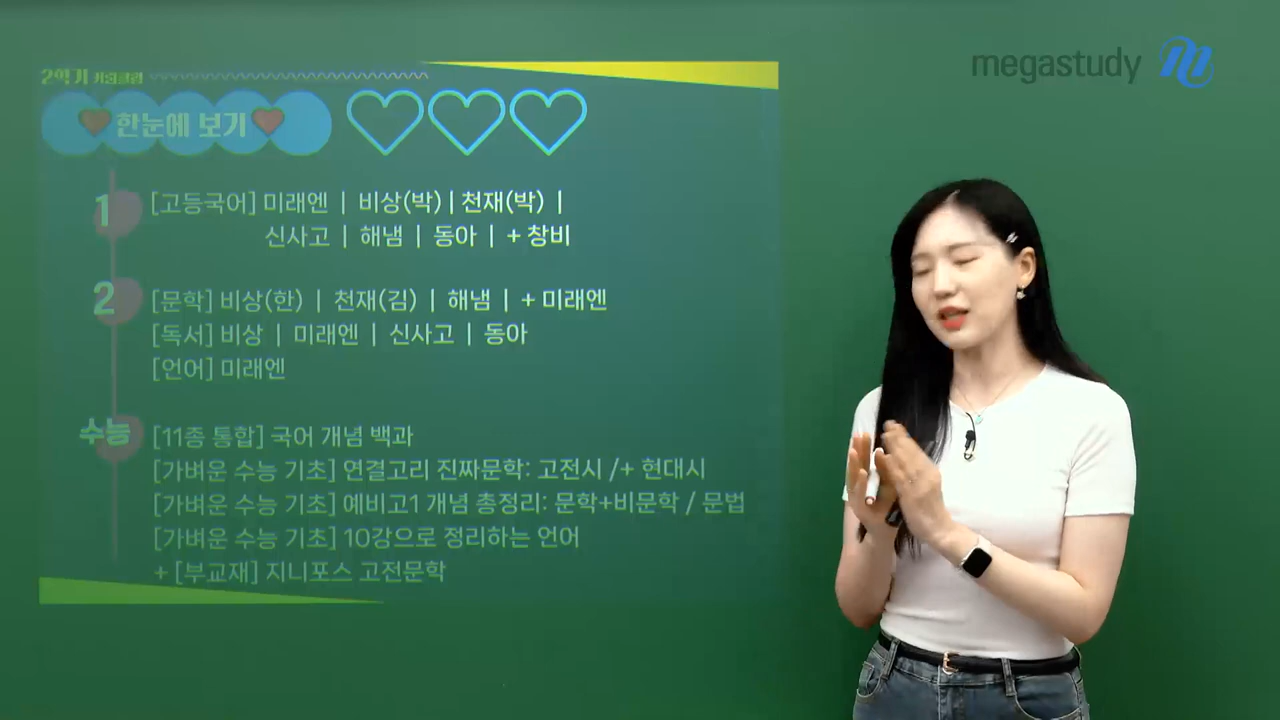 megastudy
2학기 커리큘럼
한눈에 보기
1
[고등국어] 미래엔 | 비상(박) | 천재(박) |
신사고 | 해냄 | 동아 | + 창비
2
[문학] 비상(한) | 천재(김) | 해냄 | + 미래엔
[독서] 비상 | 미래엔 | 신사고 | 동아
[언어] 미래엔
수능
[11종 통합] 국어 개념 백과
[가벼운 수능 기초] 연결고리 진짜문학: 고전시 /+ 현대시
[가벼운 수능 기초] 예비고1 개념 총정리: 문학+비문학 / 문법
[가벼운 수능 기초] 10강으로 정리하는 언어
+ [부교재] 지니포스 고전문학